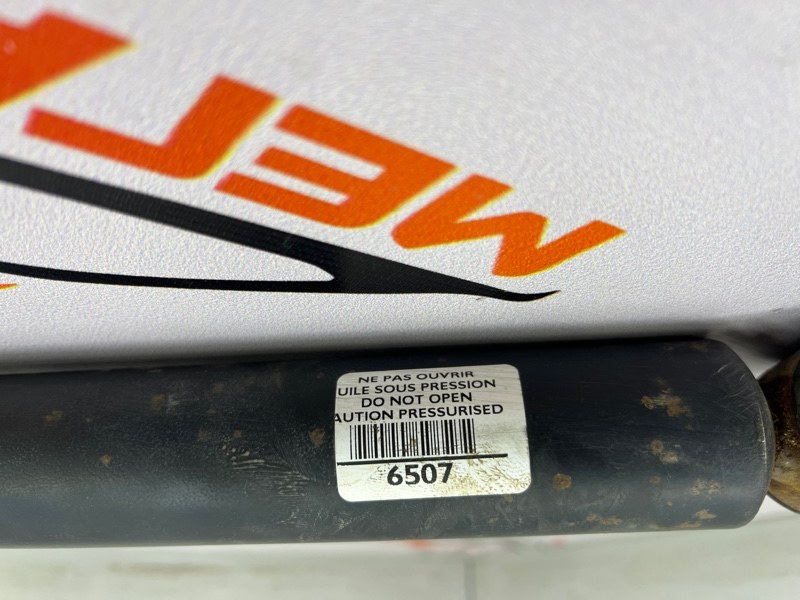 NE PAS OUVRIR
UILE SOUS PRESSION
DO NOT OPEN
AUTION PRESSURISED
6507